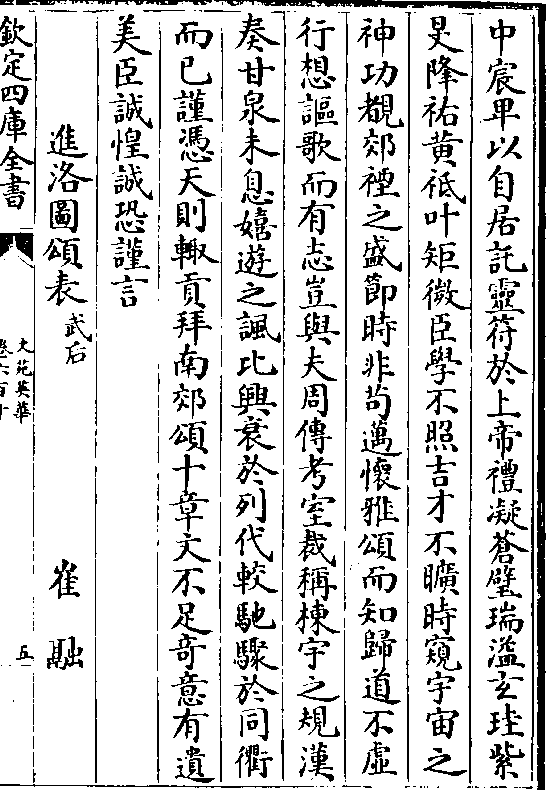 中宸卑以自居託靈符於上帝禮凝蒼璧瑞溢玄珪紫
旻降祐黄祗叶矩微臣學不照吉才不曠時窺宇宙之
神功覩郊禋之盛節時非苟邁懷雅頌而知歸道不虛
行想謳歌而有志豈與夫周傳考室裁稱棟宇之規漢
奏甘泉未息嬉遊之諷比興衰於列代較馳驟於同衢
而已謹憑天則輙貢拜南郊頌十章文不足奇意有遺
美臣誠惶誠恐謹言
進洛圖頌表 武后 崔融
欽定四庫全書
文苑英華
卷六百十
五